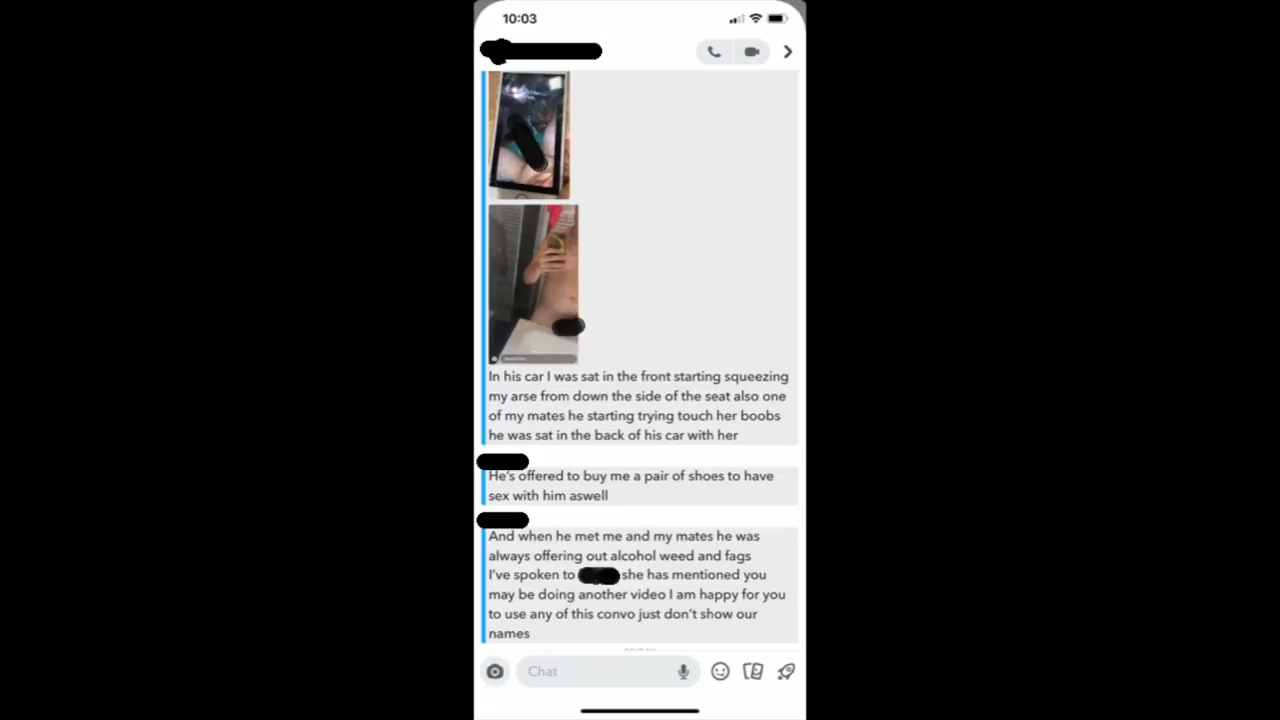 10:03
In his car I was sat in the front starting squeezing
my arse from down the side of the seat also one
of my mates he starting trying touch her boobs
he was sat in the back of his car with her
He's offered to buy me a pair of shoes to have
sex with him aswell
And when he met me and my mates he was
always offering out alcohol weed and fags
I've spoken to she has mentioned you
may be doing another video I am happy for you
to use any of this convo just don't show our
names
Chat